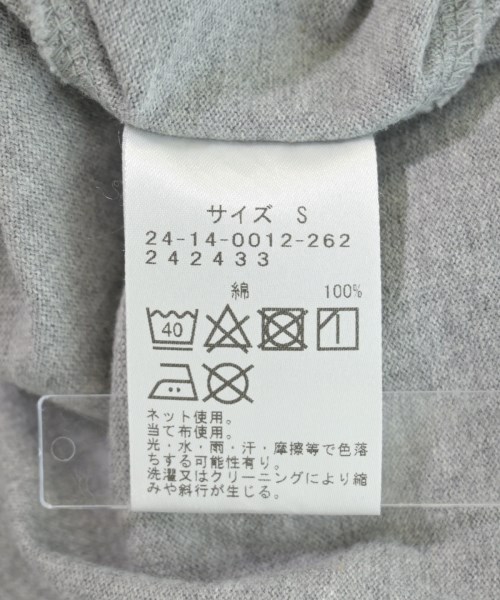 サイズ S
24-14-0012-262
242433
綿 100%
40
ネット使用。
当て布使用。
光・水・雨・汗・摩擦等で色落
ちする可能性有り。
洗濯又はクリーニングにより縮
みや斜行が生じる。